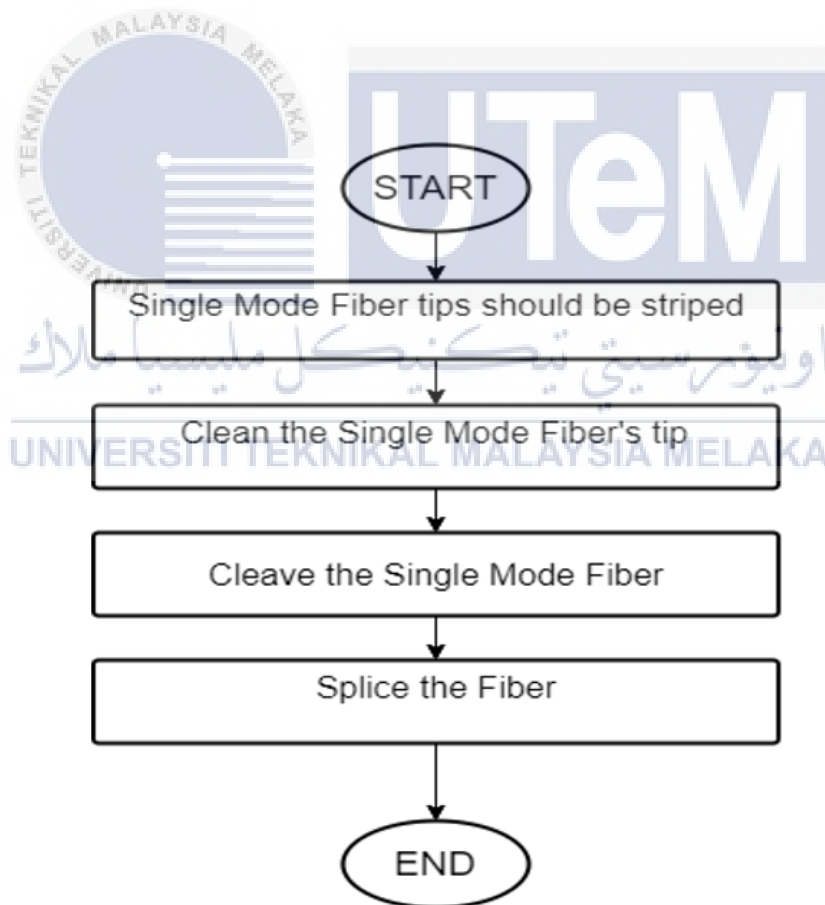 UNIVERSITI TEKNIKAL MALAYSIA MELAKA
UTeM
START
Single Mode Fiber tips should be striped
اونيۏرسيتي تيكنيكل مليسيا ملاك
Clean the Single Mode Fiber's tip
UNIVERSITI TEKNIKAL MALAYSIA MELAKA
Cleave the Single Mode Fiber
Splice the Fiber
END